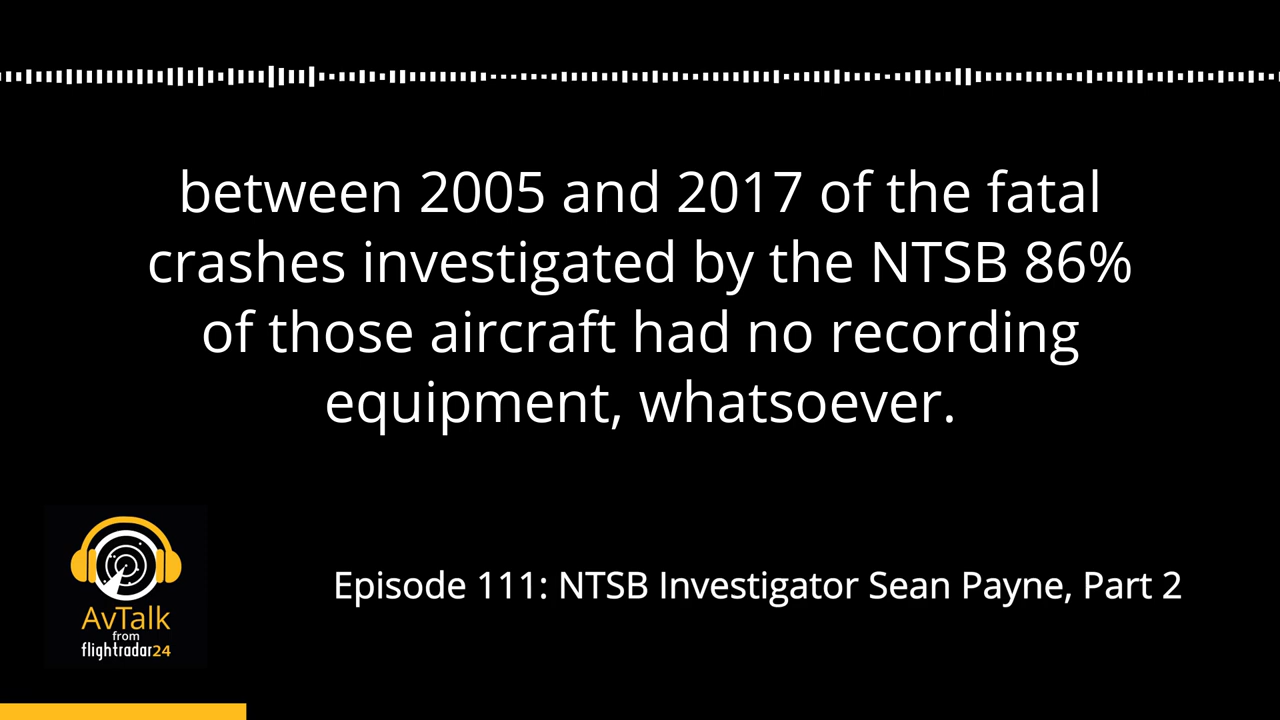 between 2005 and 2017 of the fatal
crashes investigated by the NTSB 86%
of those aircraft had no recording
equipment, whatsoever.
Episode 111: NTSB Investigator Sean Payne, Part 2
AvTalk
from
flightradar24